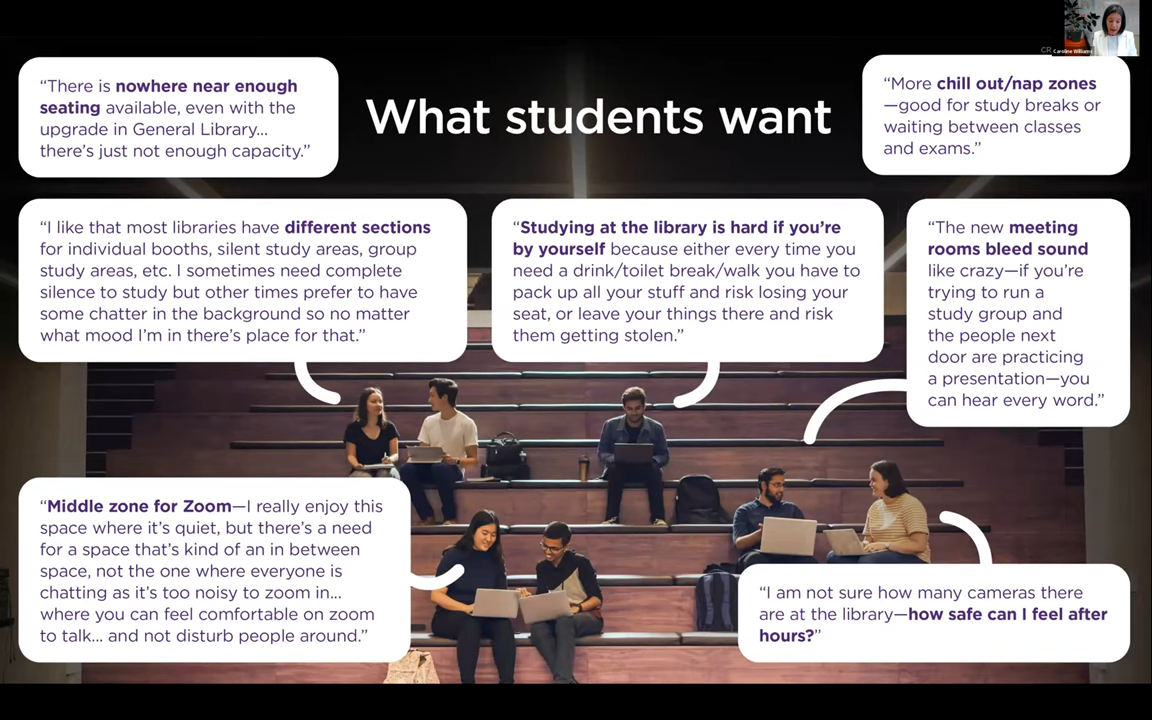 Caroline Williams
“There is nowhere near enough
seating available, even with the
upgrade in General Library...
there’s just not enough capacity.”
What students want
“More chill out/nap zones
—good for study breaks or
waiting between classes
and exams.”
“I like that most libraries have different sections
for individual booths, silent study areas, group
study areas, etc. I sometimes need complete
silence to study but other times prefer to have
some chatter in the background so no matter
what mood I’m in there’s place for that.”
“Studying at the library is hard if you’re
by yourself because either every time you
need a drink/toilet break/walk you have to
pack up all your stuff and risk losing your
seat, or leave your things there and risk
them getting stolen.”
“The new meeting
rooms bleed sound
like crazy—if you’re
trying to run a
study group and
the people next
door are practicing
a presentation—you
can hear every word.”
“Middle zone for Zoom—I really enjoy this
space where it’s quiet, but there’s a need
for a space that’s kind of an in between
space, not the one where everyone is
chatting as it’s too noisy to zoom in...
where you can feel comfortable on zoom
to talk... and not disturb people around.”
“I am not sure how many cameras there
are at the library—how safe can I feel after
hours?”